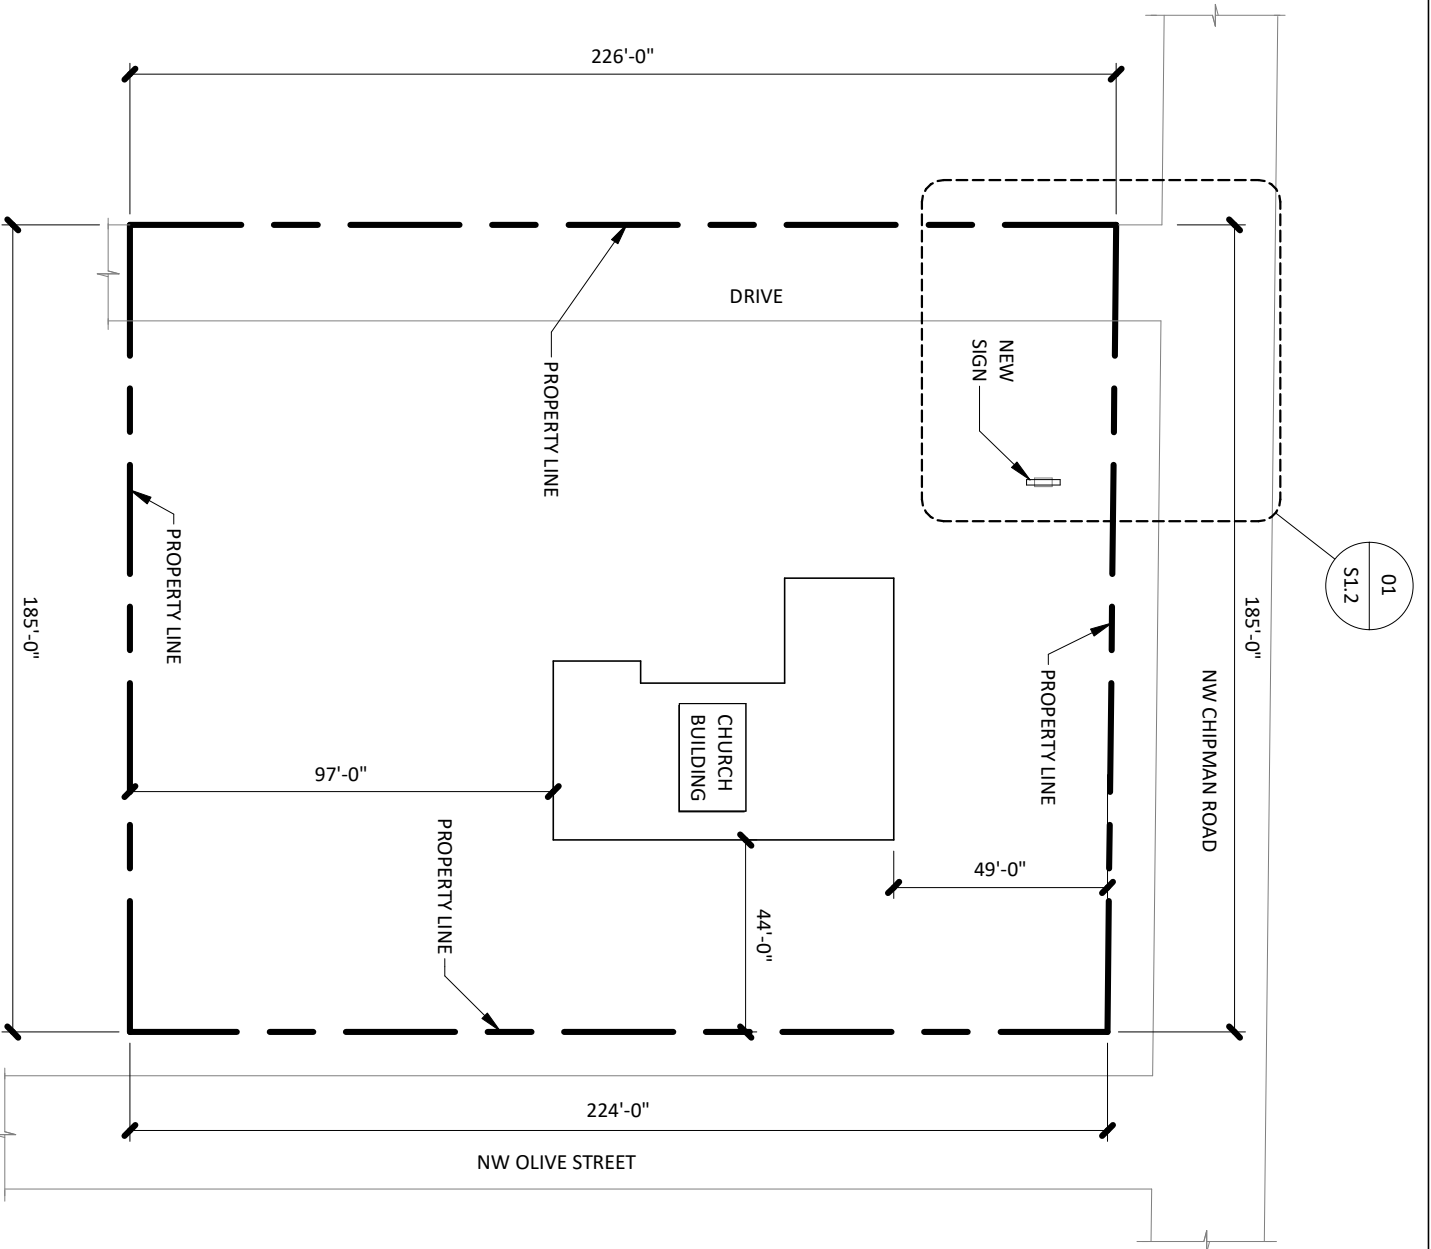 226'-0"
DRIVE
NEW
SIGN
PROPERTY LINE
01
S1.2
185'-0"
NW CHIPMAN ROAD
PROPERTY LINE
PROPERTY LINE
185'-0"
CHURCH
BUILDING
97'-0"
PROPERTY LINE
49'-0"
44'-0"
224'-0"
NW OLIVE STREET